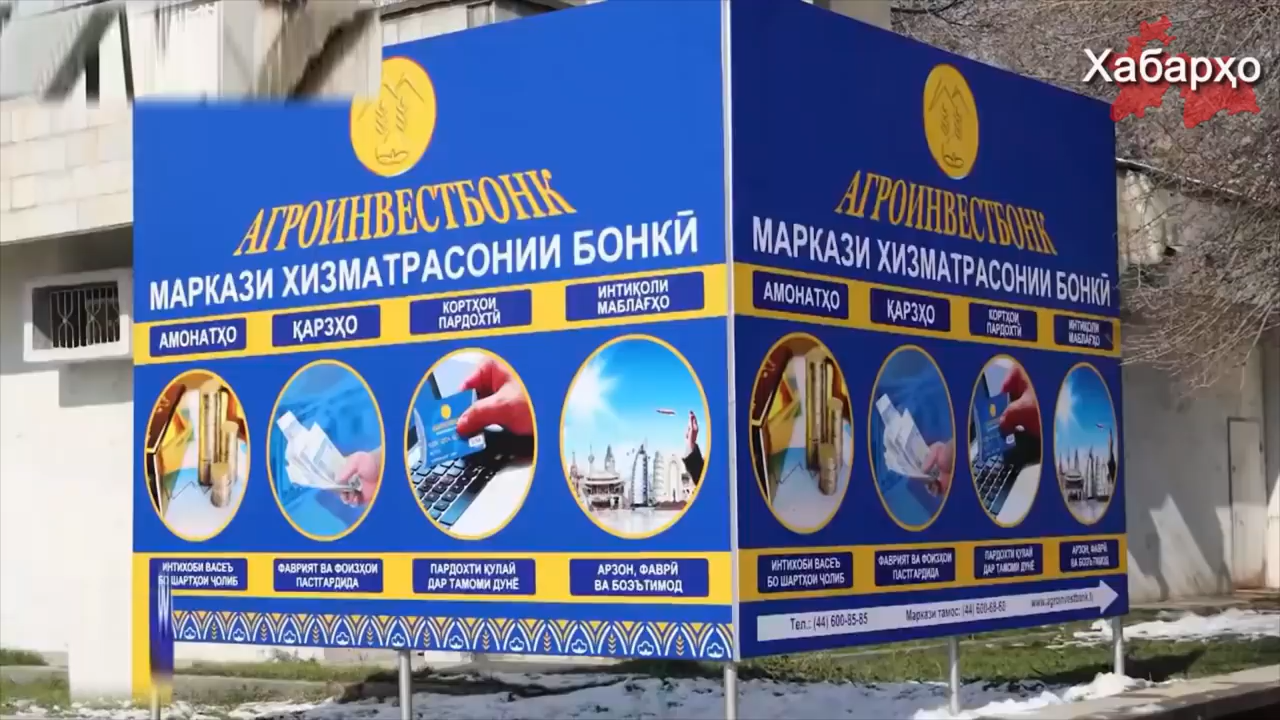 Хабарҳо
АГРОИНВЕСТБОНК
МАРКАЗИ ХИЗМАТРАСОНИИ БОНКӢ
АМОНАТҲО
ҚАРЗҲО
КОРТҲОИ
ПАРДОХТӢ
ИНТИҚОЛИ
МАБЛАҒҲО
ИНТИХОБИ ВАСЕЪ
БО ШАРТҲОИ ҶОЛИБ
ФАВРИЯТ ВА ФОИЗҲОИ
ПАСТГАРДИДА
ПАРДОХТИ ҚУЛАЙ
ДАР ТАМОМИ ДУНЁ
АРЗОН, ФАВРӢ
ВА БОЭЪТИМОД
АГРОИНВЕСТБОНК
МАРКАЗИ ХИЗМАТРАСОНИИ БОНКӢ
АМОНАТҲО
ҚАРЗҲО
КОРТҲОИ
ПАРДОХТӢ
ИНТИҚОЛИ
МАБЛАҒҲО
ИНТИХОБИ ВАСЕЪ
БО ШАРТҲОИ ҶОЛИБ
ФАВРИЯТ ВА ФОИЗҲОИ
ПАСТГАРДИДА
ПАРДОХТИ ҚУЛАЙ
ДАР ТАМОМИ ДУНЁ
АРЗОН, ФАВРӢ
ВА БОЭЪТИМОД
Тел.: (44) 600-85-85 Маркази тамос: (44) 600-68-60 www.agroinvestbonk.tj